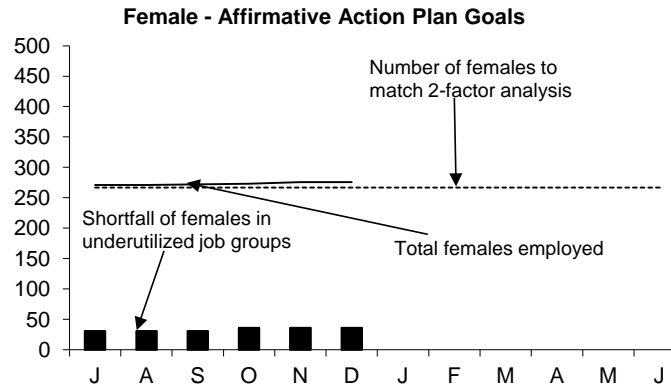 Female - Affirmative Action Plan Goals
500
450
400
350
300
250
200
150
100
50
0
Number of females to
match 2-factor analysis
Shortfall of females in
underutilized job groups
Total females employed
J A S O N D J F M A M J